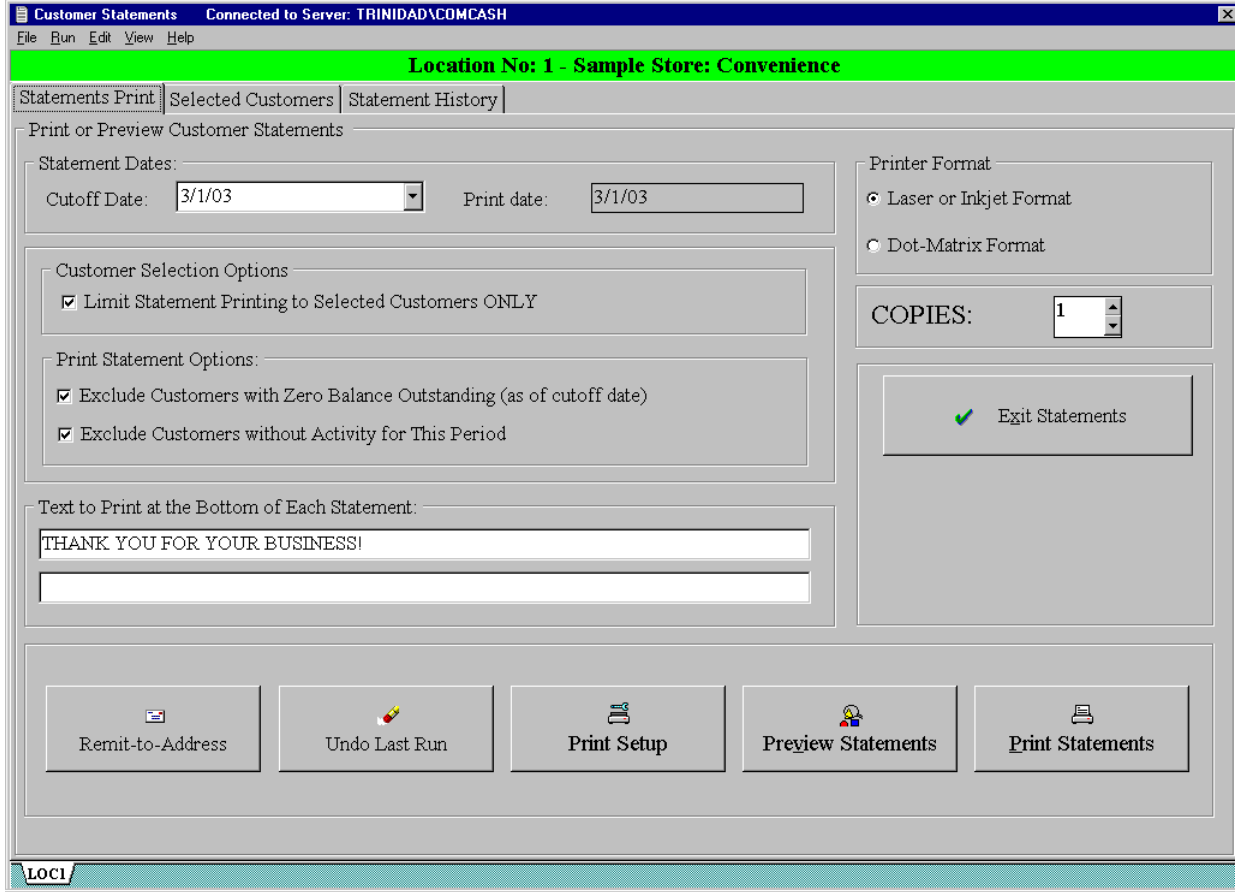 Customer Statements Connected to Server: TRINIDAD\COMCASH
File Run Edit View Help
Location No: 1 - Sample Store: Convenience
Statements Print Selected Customers Statement History
Print or Preview Customer Statements
Statement Dates:
Cutoff Date: 3/1/03 Print date: 3/1/03
Printer Format
Laser or Inkjet Format
Dot-Matrix Format
Customer Selection Options
Limit Statement Printing to Selected Customers ONLY
COPIES: 1
Print Statement Options:
Exclude Customers with Zero Balance Outstanding (as of cutoff date)
Exclude Customers without Activity for This Period
Exit Statements
Text to Print at the Bottom of Each Statement:
THANK YOU FOR YOUR BUSINESS!
Remit-to-Address Undo Last Run Print Setup Preview Statements Print Statements
LOC1